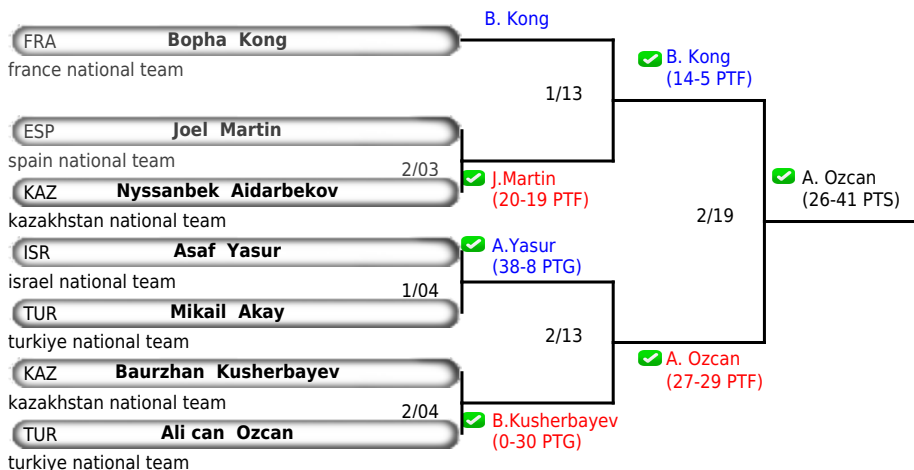 B. Kong
FRA Bopha Kong
france national team
B. Kong
(14-5 PTF)
1/13
ESP Joel Martin
spain national team
2/03
J.Martin
(20-19 PTF)
A. Ozcan
(26-41 PTS)
KAZ Nyssanbek Aidarbekov
kazakhstan national team
2/19
ISR Asaf Yasur
A.Yasur
(38-8 PTG)
israel national team
1/04
TUR Mikail Akay
turkiye national team
2/13
A. Ozcan
(27-29 PTF)
KAZ Baurzhan Kusherbayev
kazakhstan national team
2/04
B.Kusherbayev
(0-30 PTG)
TUR Ali can Ozcan
turkiye national team